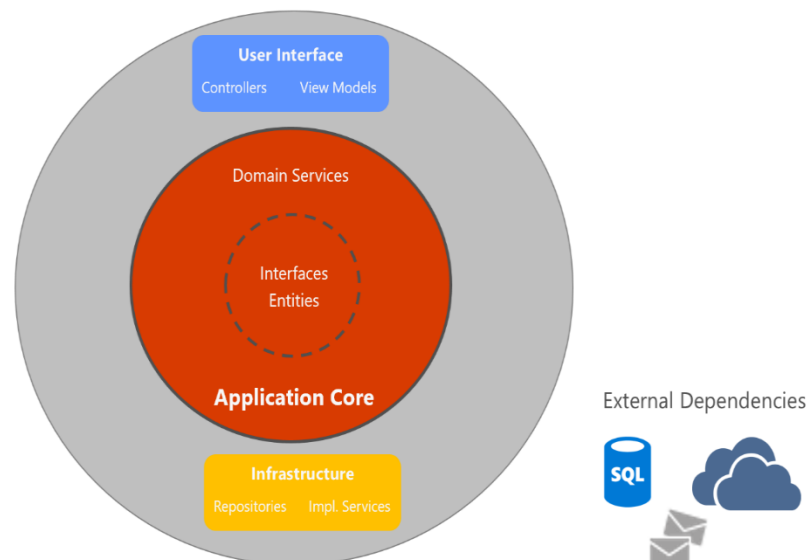 User Interface
Controllers View Models
Domain Services
Interfaces
Entities
Application Core
Infrastructure
Repositories Impl. Services
External Dependencies
SQL